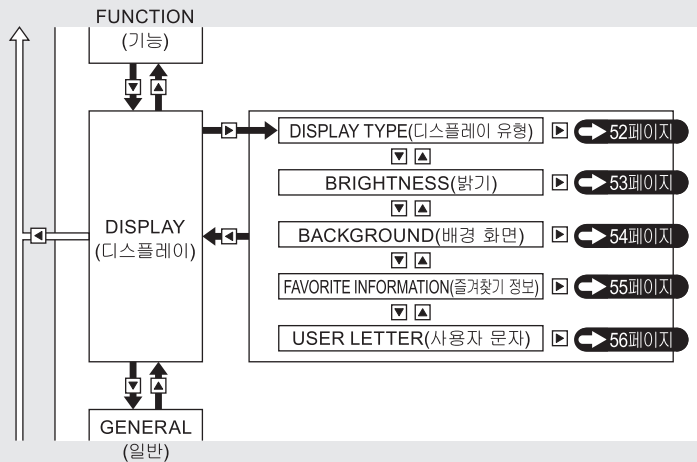 FUNCTION
(기능)
DISPLAY
(디스플레이)
DISPLAY TYPE(디스플레이 유형)
52페이지
BRIGHTNESS(밝기)
53페이지
BACKGROUND(배경 화면)
54페이지
FAVORITE INFORMATION(즐겨찾기 정보)
55페이지
USER LETTER(사용자 문자)
56페이지
GENERAL
(일반)